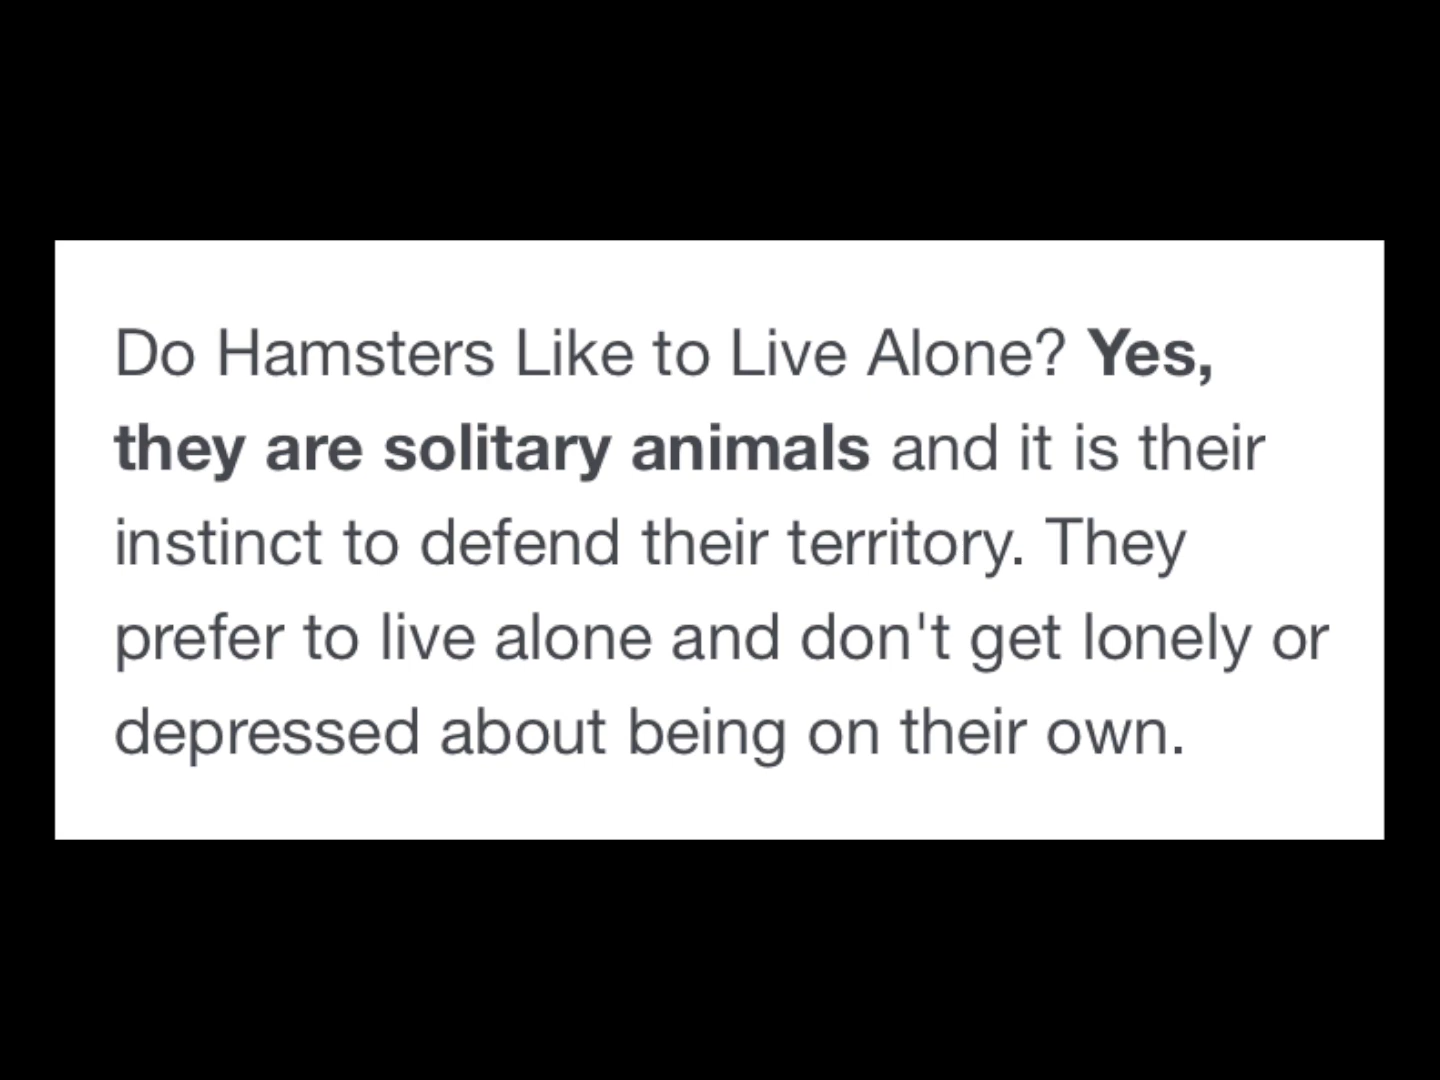 Do Hamsters Like to Live Alone? Yes,
they are solitary animals and it is their
instinct to defend their territory. They
prefer to live alone and don't get lonely or
depressed about being on their own.